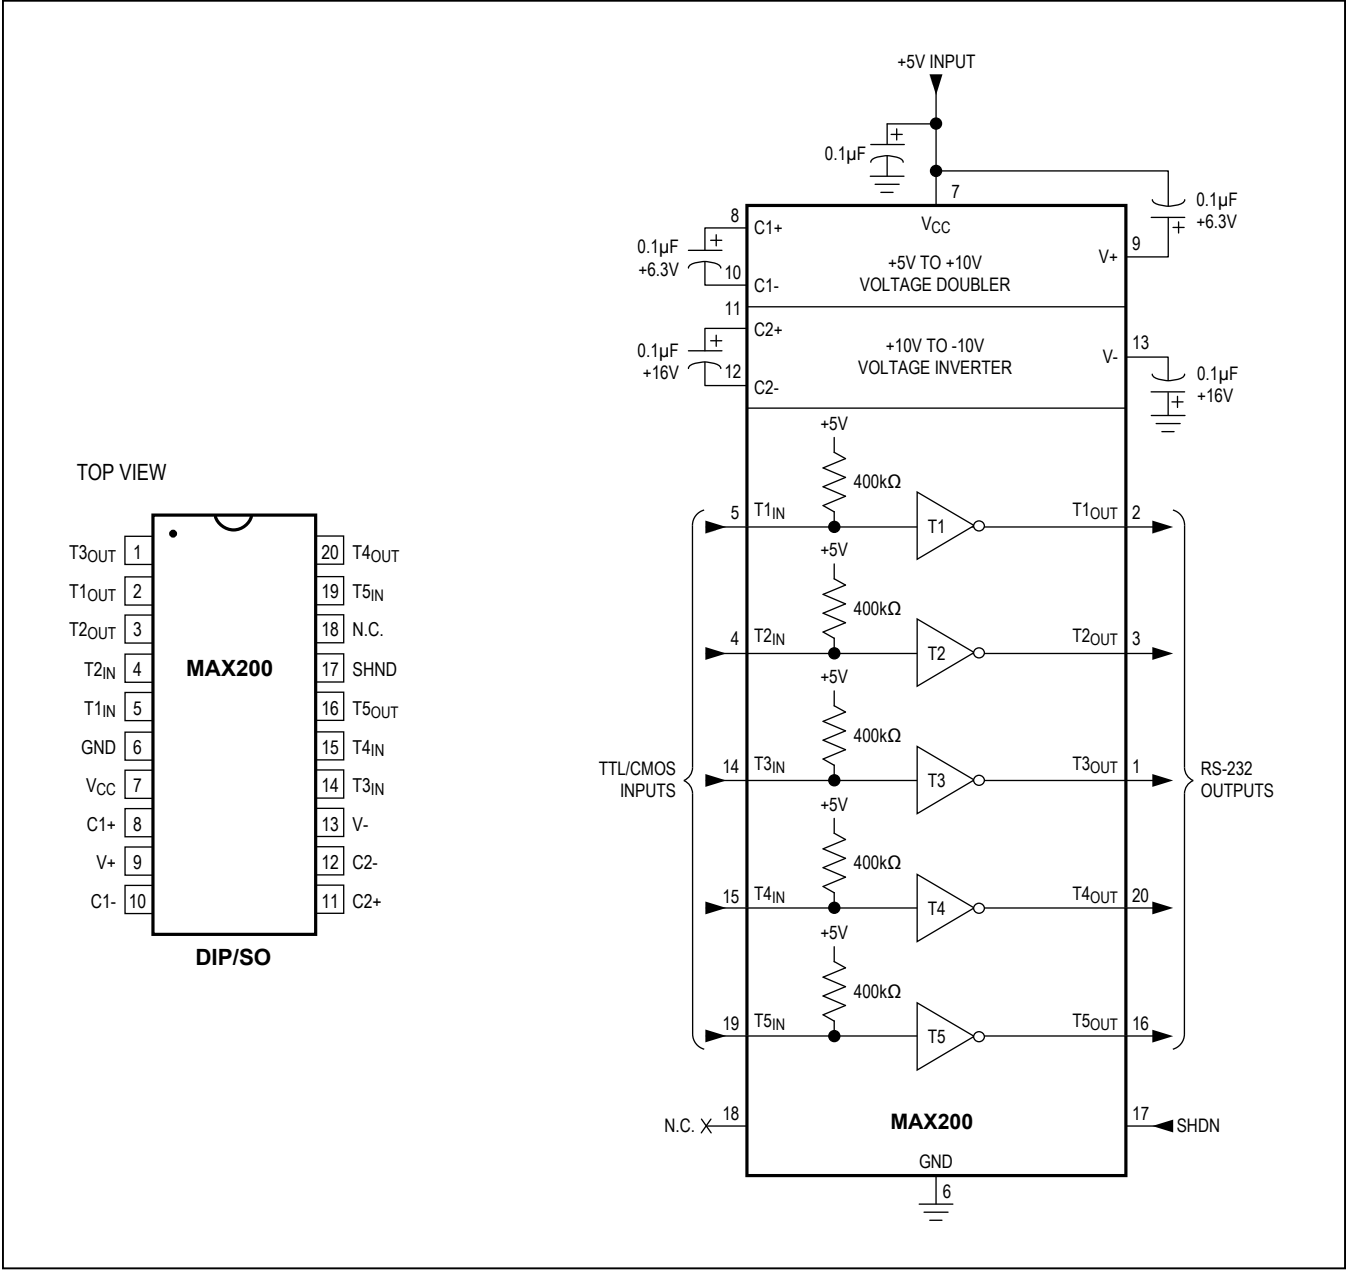 TOP VIEW
T3OUT 1
T1OUT 2
T2OUT 3
T2IN 4
T1IN 5
GND 6
VCC 7
C1+ 8
V+ 9
C1- 10
MAX200
20 T4OUT
19 T5IN
18 N.C.
17 SHND
16 T5OUT
15 T4IN
14 T3IN
13 V-
12 C2-
11 C2+
DIP/SO
+5V INPUT
0.1µF
+
7
VCC
0.1µF
+6.3V
+
8
C1+
0.1µF
+6.3V
+
10
C1-
+5V TO +10V
VOLTAGE DOUBLER
9
V+
11
C2+
0.1µF
+16V
+
12
C2-
+10V TO -10V
VOLTAGE INVERTER
13
V-
0.1µF
+16V
+
+5V
400kΩ
5 T1IN T1 T1OUT 2
+5V
400kΩ
4 T2IN T2 T2OUT 3
+5V
400kΩ
TTL/CMOS
INPUTS
14 T3IN T3 T3OUT 1
RS-232
OUTPUTS
+5V
400kΩ
15 T4IN T4 T4OUT 20
+5V
400kΩ
19 T5IN T5 T5OUT 16
N.C. 18
MAX200
17 SHDN
GND
6